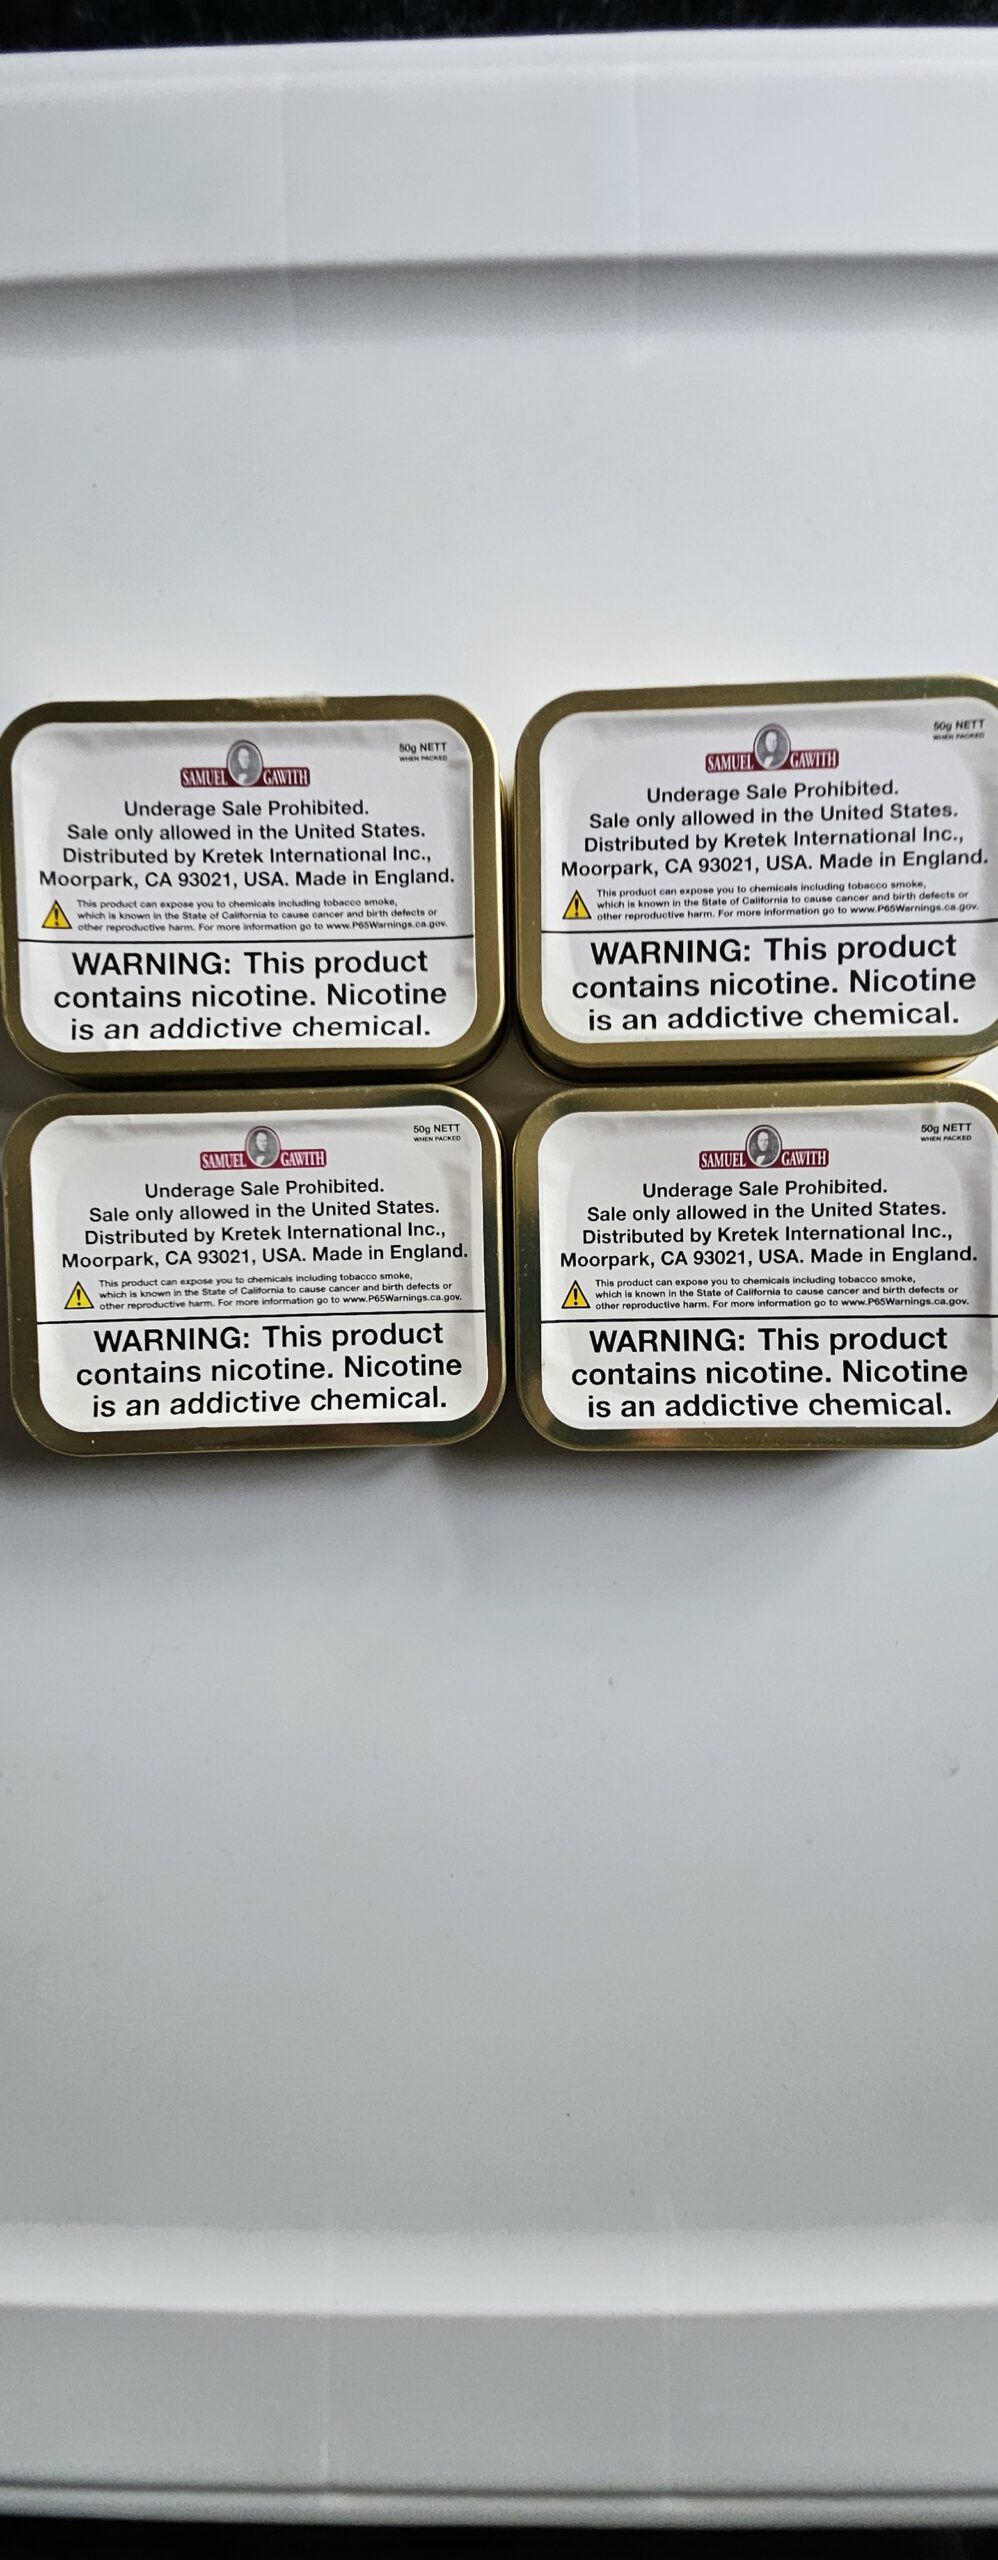 SAMUEL GAWITH
50g NETT
WHEN PACKED
Underage Sale Prohibited.
Sale only allowed in the United States.
Distributed by Kretek International Inc.,
Moorpark, CA 93021, USA. Made in England.
This product can expose you to chemicals including tobacco smoke,
which is known in the State of California to cause cancer and birth defects or
other reproductive harm. For more information go to www.P65Warnings.ca.gov.
WARNING: This product
contains nicotine. Nicotine
is an addictive chemical.
SAMUEL GAWITH
50g NETT
WHEN PACKED
Underage Sale Prohibited.
Sale only allowed in the United States.
Distributed by Kretek International Inc.,
Moorpark, CA 93021, USA. Made in England.
This product can expose you to chemicals including tobacco smoke,
which is known in the State of California to cause cancer and birth defects or
other reproductive harm. For more information go to www.P65Warnings.ca.gov.
WARNING: This product
contains nicotine. Nicotine
is an addictive chemical.
SAMUEL GAWITH
50g NETT
WHEN PACKED
Underage Sale Prohibited.
Sale only allowed in the United States.
Distributed by Kretek International Inc.,
Moorpark, CA 93021, USA. Made in England.
This product can expose you to chemicals including tobacco smoke,
which is known in the State of California to cause cancer and birth defects or
other reproductive harm. For more information go to www.P65Warnings.ca.gov.
WARNING: This product
contains nicotine. Nicotine
is an addictive chemical.
SAMUEL GAWITH
50g NETT
WHEN PACKED
Underage Sale Prohibited.
Sale only allowed in the United States.
Distributed by Kretek International Inc.,
Moorpark, CA 93021, USA. Made in England.
This product can expose you to chemicals including tobacco smoke,
which is known in the State of California to cause cancer and birth defects or
other reproductive harm. For more information go to www.P65Warnings.ca.gov.
WARNING: This product
contains nicotine. Nicotine
is an addictive chemical.